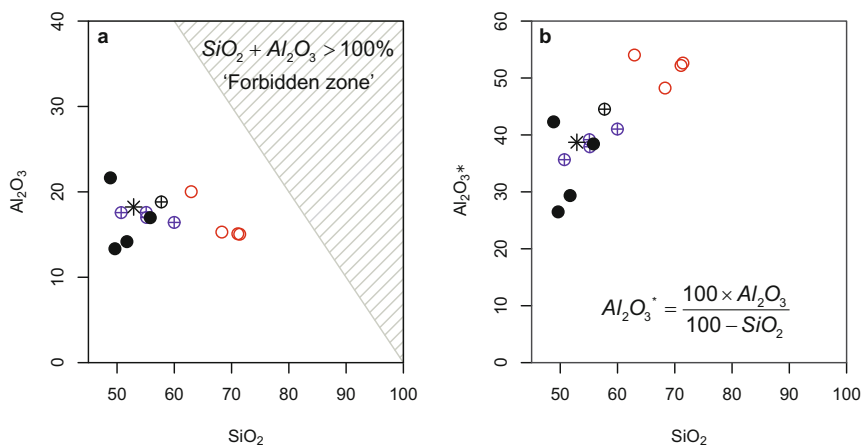 a
SiO₂ + Al₂O₃ > 100%
‘Forbidden zone’
Al₂O₃
0 10 20 30 40
50 60 70 80 90 100
SiO₂
b
Al₂O₃* = 100 × Al₂O₃ / 100 − SiO₂
Al₂O₃*
0 10 20 30 40 50 60
50 60 70 80 90 100
SiO₂